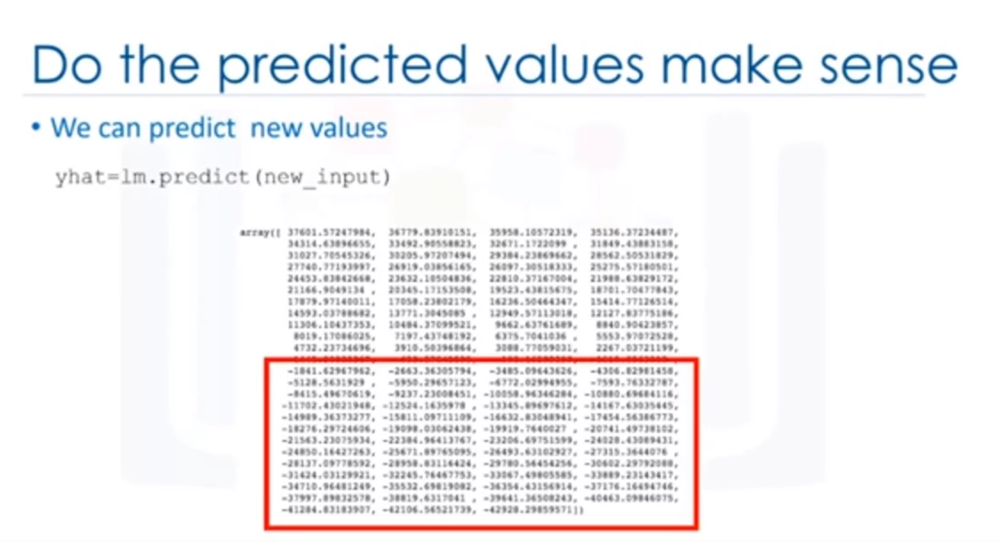 Do the predicted values make sense
• We can predict new values
yhat=lm.predict(new_input)
array([ 37601.57247984, 36779.83910151, 35958.10572319, 35136.37234487,
34314.63896655, 33492.90558823, 32671.1722099 , 31849.43883158,
31027.70545326, 30205.97207494, 29384.23869662, 28562.50531829,
27740.77193997, 26919.03856165, 26097.30518333, 25275.57180501,
24453.83842668, 23632.10504836, 22810.37167004, 21988.63829172,
21166.9049134 , 20345.17153508, 19523.43815675, 18701.70477843,
17879.97140011, 17058.23802179, 16236.50464347, 15414.77126514,
14593.03788682, 13771.3045085 , 12949.57113018, 12127.83775186,
11306.10437353, 10484.37099521, 9662.63761689, 8840.90423857,
8019.17086025, 7197.43748192, 6375.7041036 , 5553.97072528,
4732.23734696, 3910.50396864, 3088.77059031, 2267.03721199,
-1841.62967962, -2663.36305794, -3485.09643626, -4306.82981458,
-5128.5631929 , -5950.29657123, -6772.02994955, -7593.76332787,
-8415.49670619, -9237.23008451, -10058.96346284, -10880.69684116,
-11702.43021948, -12524.1635978 , -13345.89697612, -14167.63035445,
-14989.36373277, -15811.09711109, -16632.83048941, -17454.56386773,
-18276.29724606, -19098.03062438, -19919.7640027 , -20741.49738102,
-21563.23075934, -22384.96413767, -23206.69751599, -24028.43089431,
-24850.16427263, -25671.89765095, -26493.63102927, -27315.3644076 ,
-28137.09778592, -28958.83116424, -29780.56454256, -30602.29792088,
-31424.03129921, -32245.76467753, -33067.49805585, -33889.23143417,
-34710.96481249, -35532.69819082, -36354.43156914, -37176.16494746,
-37997.89832578, -38819.6317041 , -39641.36508243, -40463.09846075,
-41284.83183907, -42106.56521739, -42928.29859571])